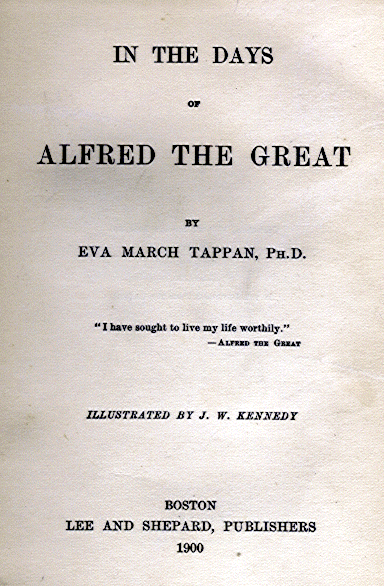 IN THE DAYS
OF
ALFRED THE GREAT
BY
EVA MARCH TAPPAN, PH.D.
"I have sought to live my life worthily."
—ALFRED THE GREAT
ILLUSTRATED BY J. W. KENNEDY
BOSTON
LEE AND SHEPARD, PUBLISHERS
1900